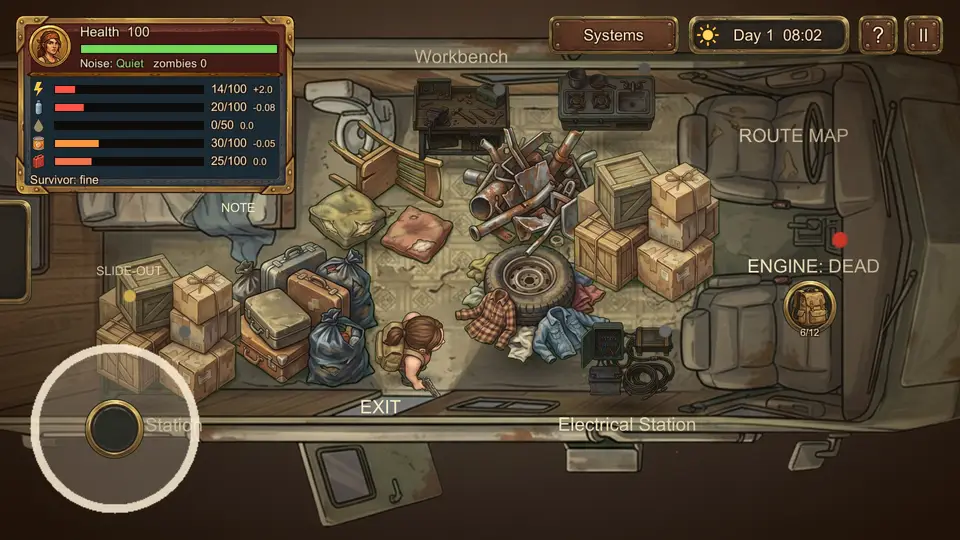 Health 100
Noise: Quiet zombies 0
14/100 +2.0
20/100 -0.08
0/50 0.0
30/100 -0.05
25/100 0.0
Survivor: fine
Systems
Day 1 08:02
?
Workbench
ROUTE MAP
NOTE
SLIDE-OUT
ENGINE: DEAD
6/12
EXIT
Station
Electrical Station